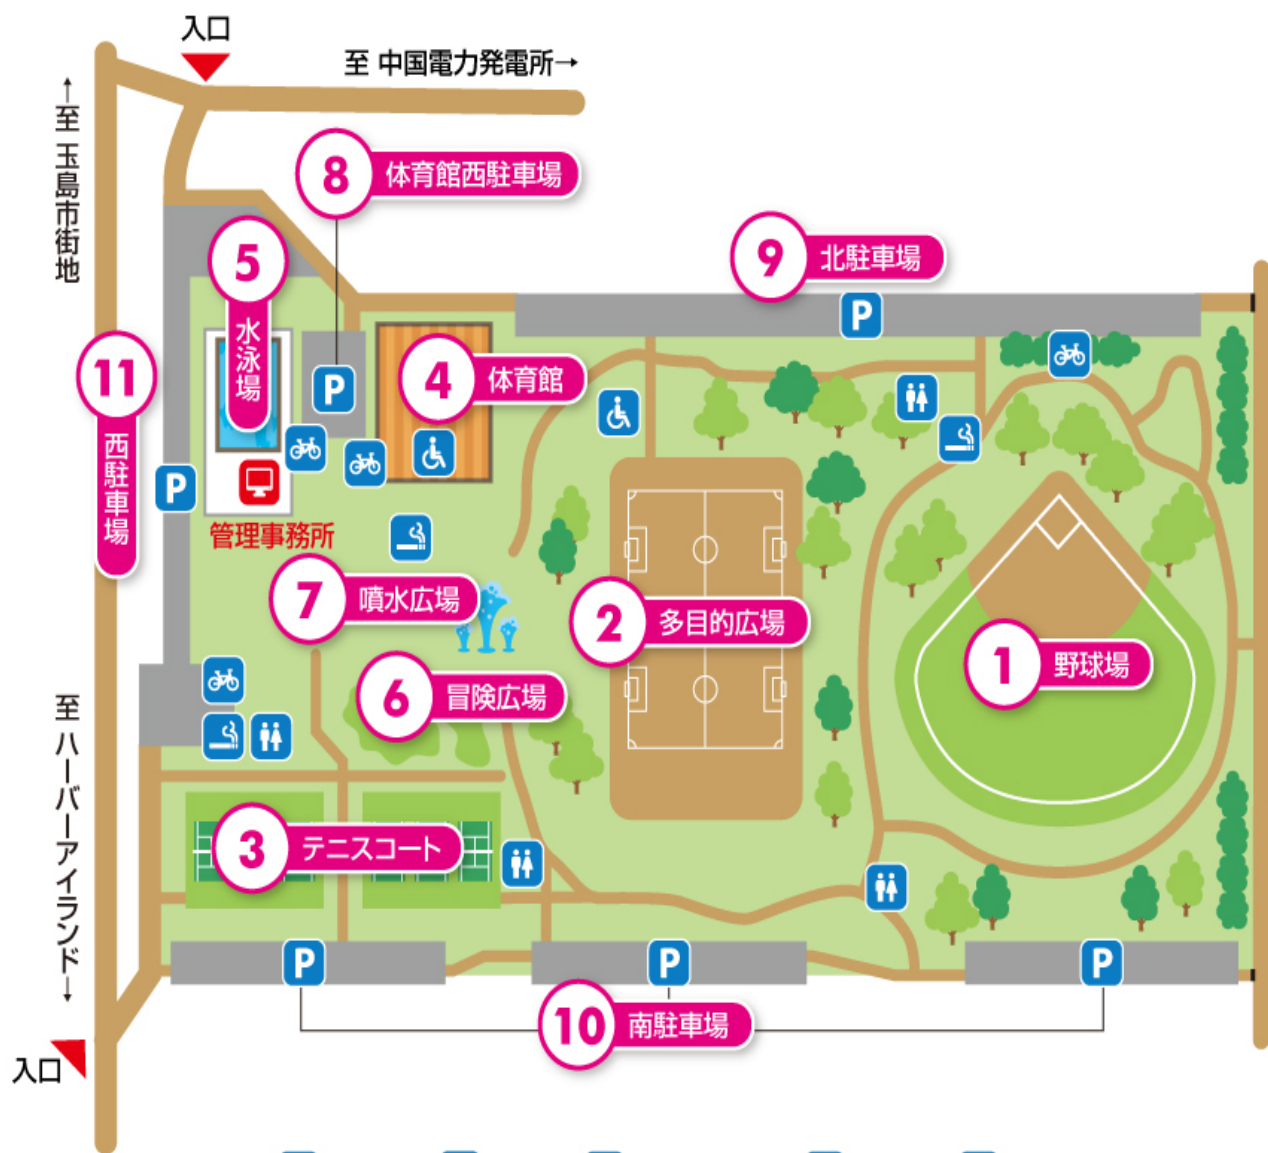 入口
至 中国電力発電所→
←至 玉島市街地
8 体育館西駐車場
5 水泳場
9 北駐車場
P
11 西駐車場
4 体育館
P
P
管理事務所
7 噴水広場
2 多目的広場
1 野球場
6 冒険広場
至 ハーバーアイランド→
3 テニスコート
P
P
P
10 南駐車場
入口